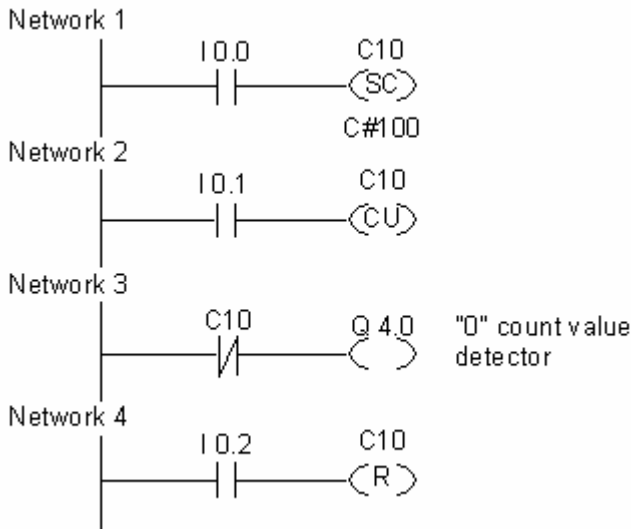 Network 1
I 0.0 C10
(SC)
C#100
Network 2
I 0.1 C10
(CU)
Network 3
C10 Q 4.0 "0" count value
( ) detector
Network 4
I 0.2 C10
(R)